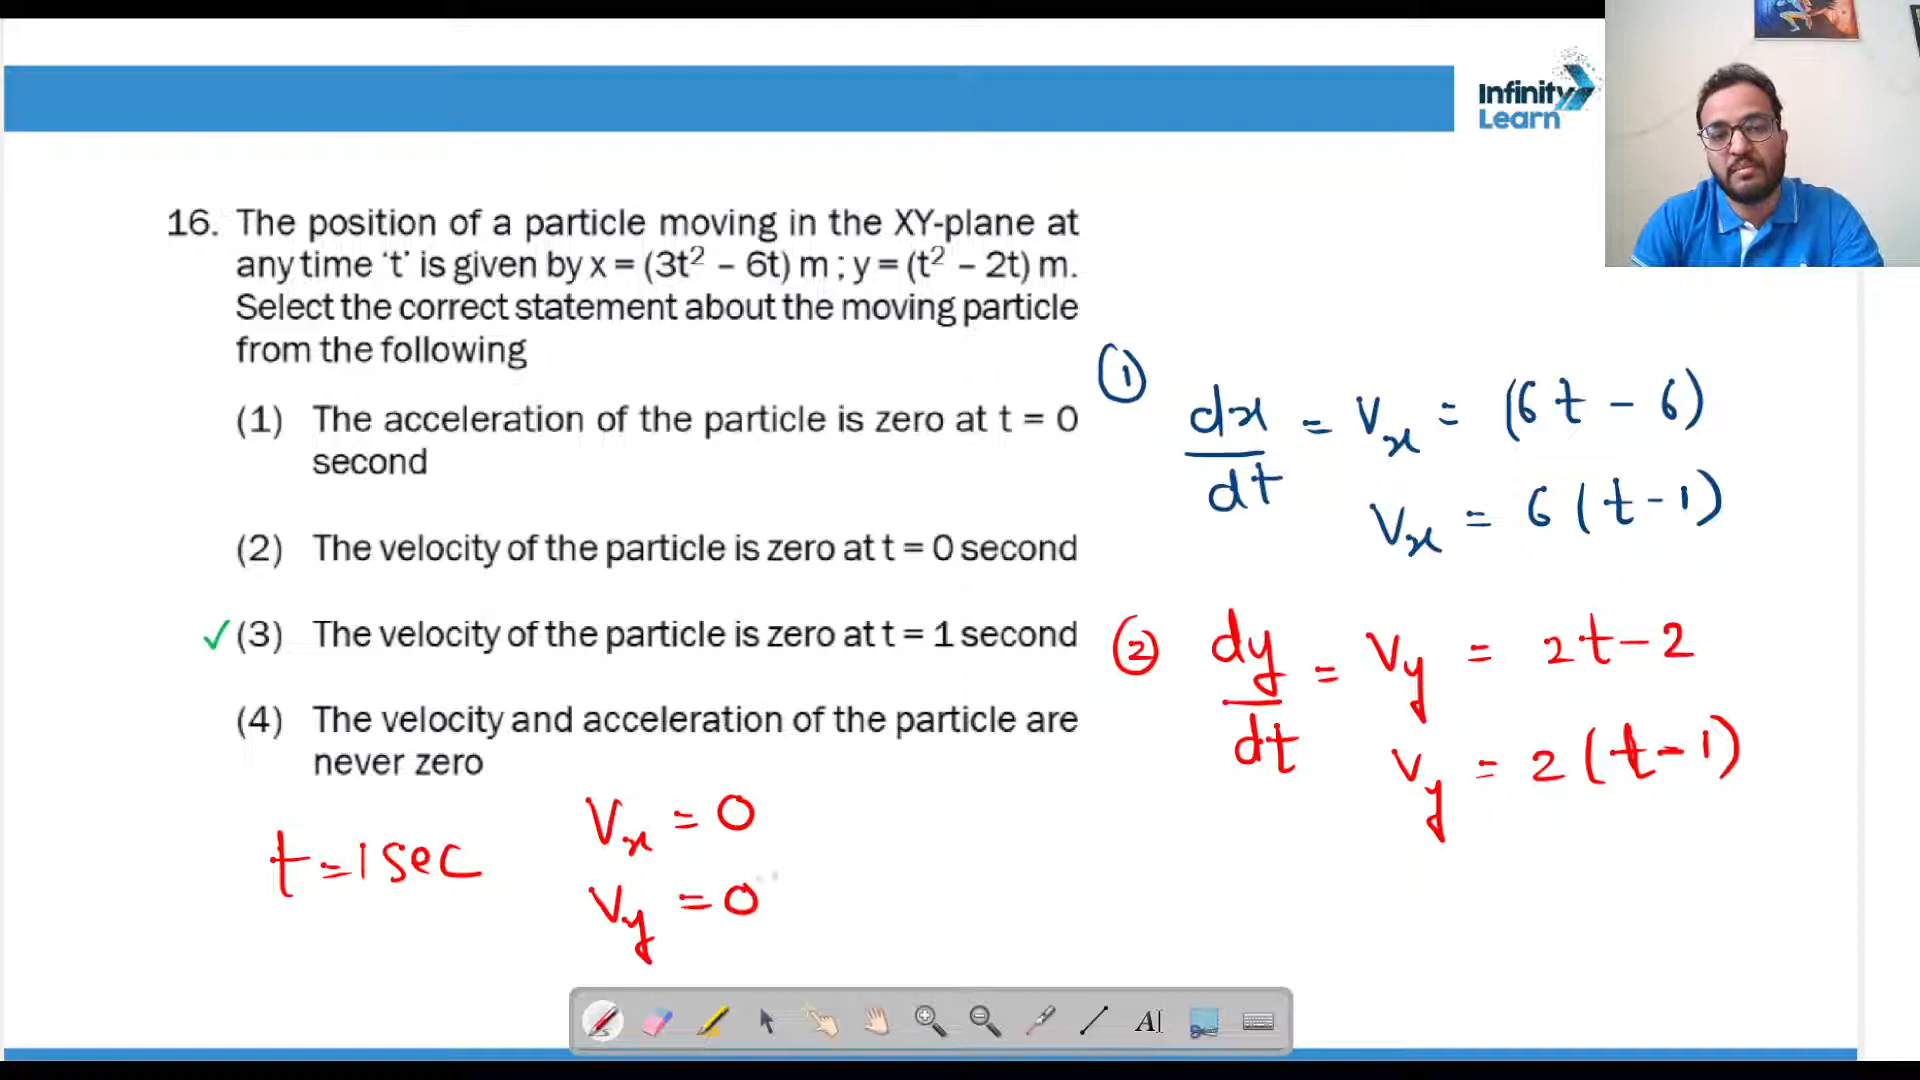 Infinity
Learn
16. The position of a particle moving in the XY-plane at
any time ‘t’ is given by x = (3t² – 6t) m ; y = (t² – 2t) m.
Select the correct statement about the moving particle
from the following
(1) The acceleration of the particle is zero at t = 0
second
(2) The velocity of the particle is zero at t = 0 second
✓(3) The velocity of the particle is zero at t = 1 second
(4) The velocity and acceleration of the particle are
never zero
t = 1 sec
Vx = 0
Vy = 0
① dx/dt = Vx = (6t - 6)
Vx = 6(t-1)
② dy/dt = Vy = 2t-2
Vy = 2(t-1)
A